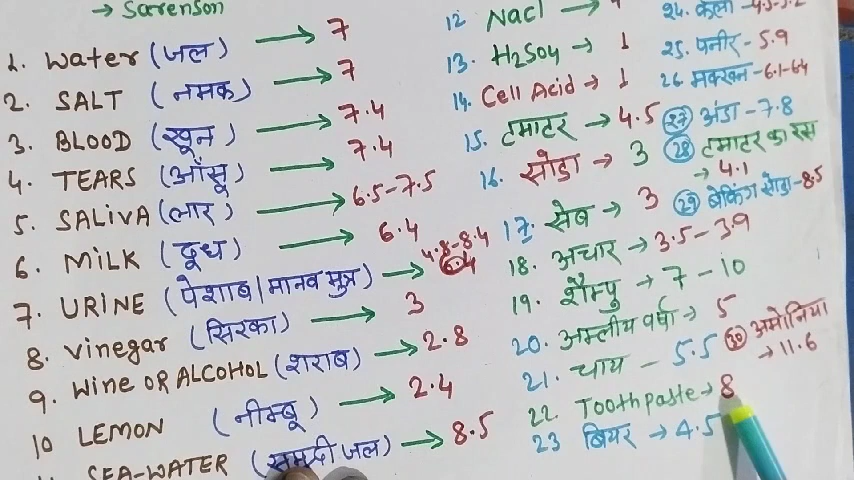 → Sorenson
1. Water (जल) → 7
2. SALT (नमक) → 7
3. BLOOD (खून) → 7.4
4. TEARS (आँसू) → 7.4
5. SALIVA (लार) → 6.5-7.5
6. MILK (दूध) → 6.4
7. URINE (पेशाब/मानव मुत्र) → 4.8-8.4
8. Vinegar (सिरका) → 3
9. Wine OR ALCOHOL (शराब) → 2.8
10 LEMON (नीम्बू) → 2.4
SEA-WATER (समुद्री जल) → 8.5
12 Nacl →
13. H2SO4 → 1
14. Cell Acid → 1
15. टमाटर → 4.5
16. सोडा → 3
17. सेब → 3
18. अचार → 3.5-3.9
19. शैम्पु → 7-10
20. अम्लीय वर्षा → 5
21. चाय - 5.5
22. Toothpaste → 8
23 बियर → 4.5
24. केला -4.5-5.2
25. पनीर - 5.9
26 मक्खन - 6.1-6.4
27 अंडा - 7.8
28 टमाटर का रस
→ 4.1
29 बेकिंग सोडा - 8.5
30 अमोनिया
→ 11.6